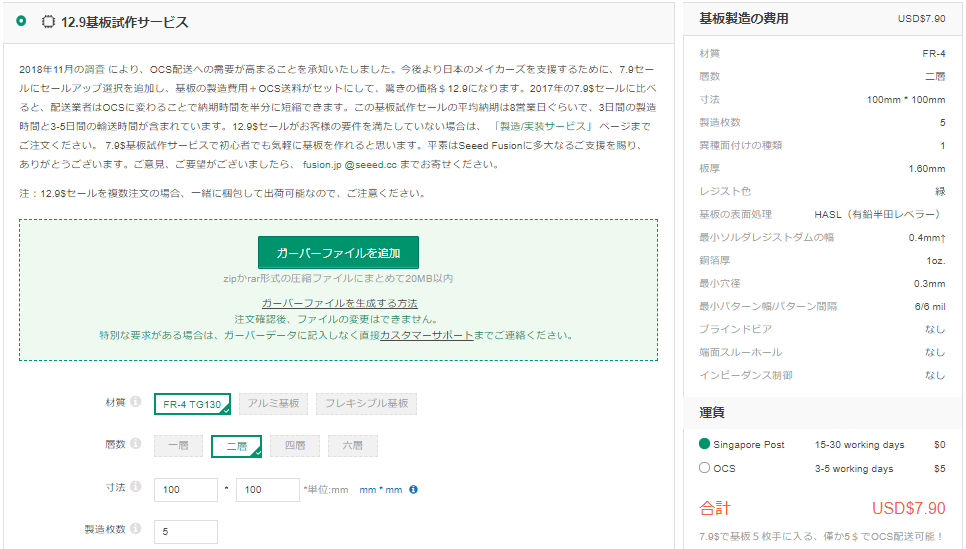 12.9基板試作サービス
2018年11月の調査 により、OCS配送への需要が高まることを承知いたしました。今後より日本のメイカーズを支援するために、7.9セー
ルにセールアップ選択を追加し、基板の製造費用＋OCS送料がセットにして、驚きの価格＄12.9になります。2017年の7.9$セールに比べ
ると、配送業者はOCSに変わることで納期時間を半分に短縮できます。この基板試作セールの平均納期は8営業日ぐらいで、3日間の製造
時間と3-5日間の輸送時間が含まれています。12.9$セールがお客様の要件を満たしていない場合は、 「製造/実装サービス」 ページまで
ご注文ください。 7.9$基板試作サービスで初心者でも気軽に基板を作れると思います。平素はSeeed Fusionに多大なるご支援を賜り、
ありがとうございます。ご意見、ご要望がございましたら、 fusion.jp @seeed.cc までお寄せください。
注：12.9$セールを複数注文の場合、一緒に梱包して出荷可能なので、ご注意ください。
ガーバーファイルを追加
zipかrar形式の圧縮ファイルにまとめて20MB以内
ガーバーファイルを生成する方法
注文確認後、ファイルの変更はできません。
特別な要求がある場合は、ガーバーデータに記入しなく直接カスタマーサポートまでご連絡ください。
材質 FR-4 TG130 アルミ基板 フレキシブル基板
層数 一層 二層 四層 六層
寸法 100 * 100 *単位:mm mm * mm
製造枚数 5
基板製造の費用 USD$7.90
材質 FR-4
層数 二層
寸法 100mm * 100mm
製造枚数 5
異種面付けの種類 1
板厚 1.60mm
レジスト色 緑
基板の表面処理 HASL（有鉛半田レベラー）
最小ソルダレジストダムの幅 0.4mm↑
銅箔厚 1oz.
最小穴径 0.3mm
最小パターン幅/パターン間隔 6/6 mil
ブラインドビア なし
端面スルーホール なし
インピーダンス制御 なし
運賃
Singapore Post 15-30 working days $0
OCS 3-5 working days $5
合計 USD$7.90
7.9$で基板５枚手に入る、僅か5＄でOCS配送可能！